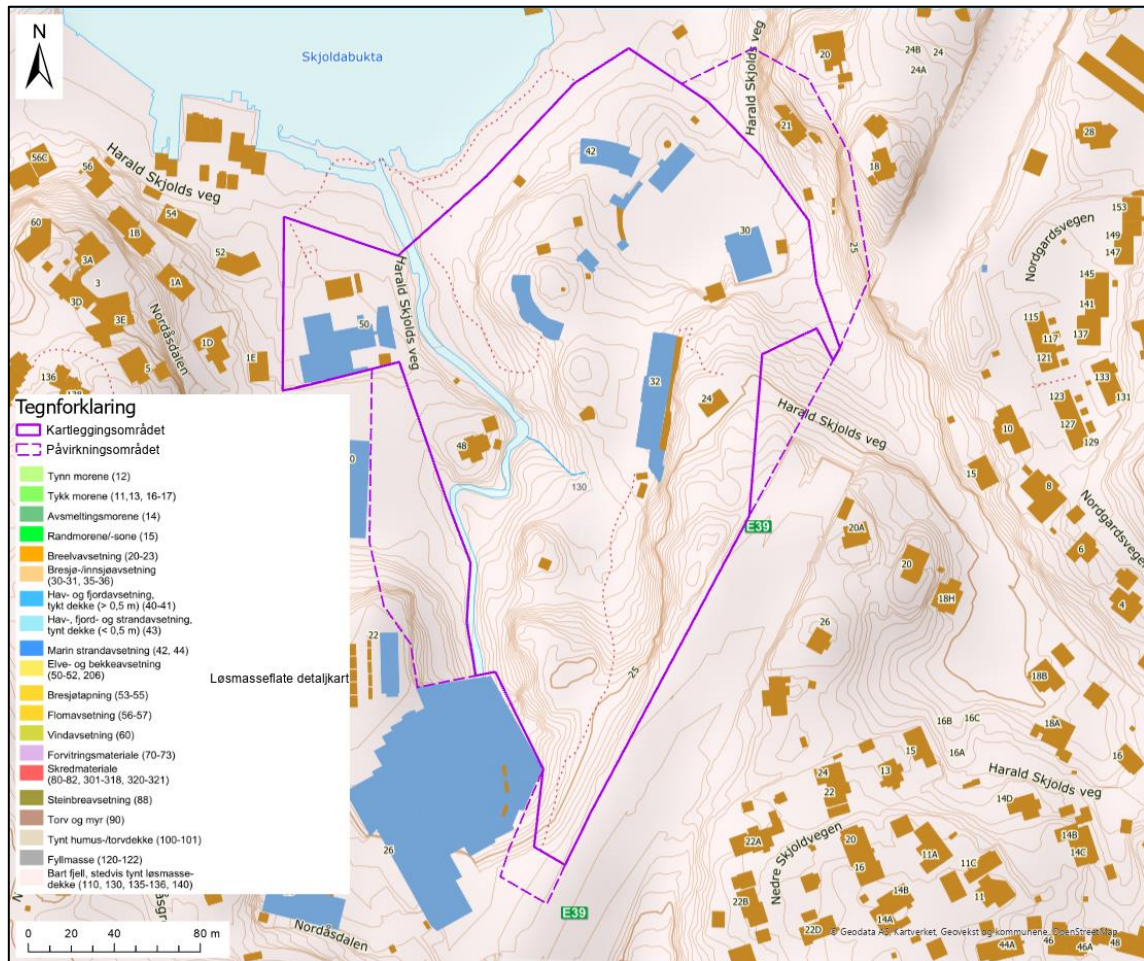 N
Skjoldabukta
Harald Skjolds veg
20
24B
24
24A
21
18
28
42
56C
56
Harald Skjolds veg
60
54
1B
52
3A
3
3D
3E
1A
Nordåsdalen
1D
1E
5
136
138
50
Harald Skjolds veg
30
25
32
24
48
130
Nordgardsvegen
153
149
147
145
141
137
115
117
121
133
131
123
127
129
Harald Skjolds veg
10
15
8
Nordgardsvegen
6
4
E39
20A
20
18H
26
18B
18A
16B
16C
16A
15
16
13
Harald Skjolds veg
24
22
14D
14B
14C
22A
Nedre Skjoldvegen
20
16
11A
11C
11
14B
14A
22B
22D
44A
46
46A
48
22
25
26
E39
Nordåsdalen
Tegnforklaring
Kartleggingsområdet
Påvirkningsområdet
Løsmasseflate detaljkart
Tynn morene (12)
Tykk morene (11,13, 16-17)
Avsmeltingsmorene (14)
Randmorene/-sone (15)
Breelvavsetning (20-23)
Bresjø-/innsjøavsetning
(30-31, 35-36)
Hav- og fjordavsetning,
tykt dekke (> 0,5 m) (40-41)
Hav-, fjord- og strandavsetning,
tynt dekke (< 0,5 m) (43)
Marin strandavsetning (42, 44)
Elve- og bekkeavsetning
(50-52, 206)
Bresjøtapning (53-55)
Flomavsetning (56-57)
Vindavsetning (60)
Forvitringsmateriale (70-73)
Skredmateriale
(80-82, 301-318, 320-321)
Steinbreavsetning (88)
Torv og myr (90)
Tynt humus-/torvdekke (100-101)
Fyllmasse (120-122)
Bart fjell, stedvis tynt løsmasse-
dekke (110, 130, 135-136, 140)
0 20 40 80 m
© Geodata AS, Kartverket, Geovekst og kommunene, OpenStreetMap